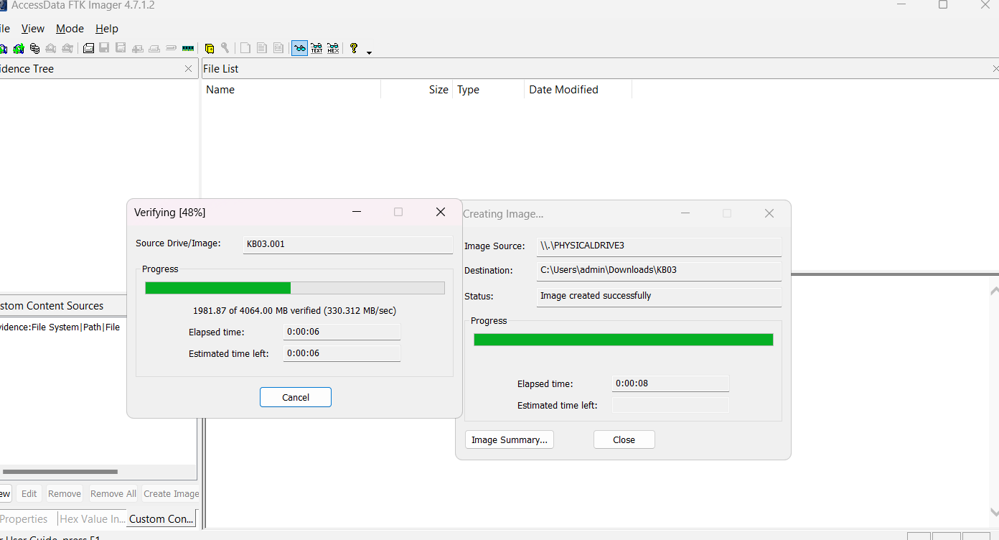 AccessData FTK Imager 4.7.1.2
ile View Mode Help
TEXT HEX
idence Tree
File List
Name Size Type Date Modified
Verifying [48%]
Source Drive/Image: KB03.001
Progress
1981.87 of 4064.00 MB verified (330.312 MB/sec)
Elapsed time: 0:00:06
Estimated time left: 0:00:06
Cancel
Creating Image...
Image Source: \\.\PHYSICALDRIVE3
Destination: C:\Users\admin\Downloads\KB03
Status: Image created successfully
Progress
Elapsed time: 0:00:08
Estimated time left:
Image Summary... Close
stom Content Sources
vidence:File System|Path|File
ew Edit Remove Remove All Create Image
Properties Hex Value In... Custom Con...
r User Guide, press F1